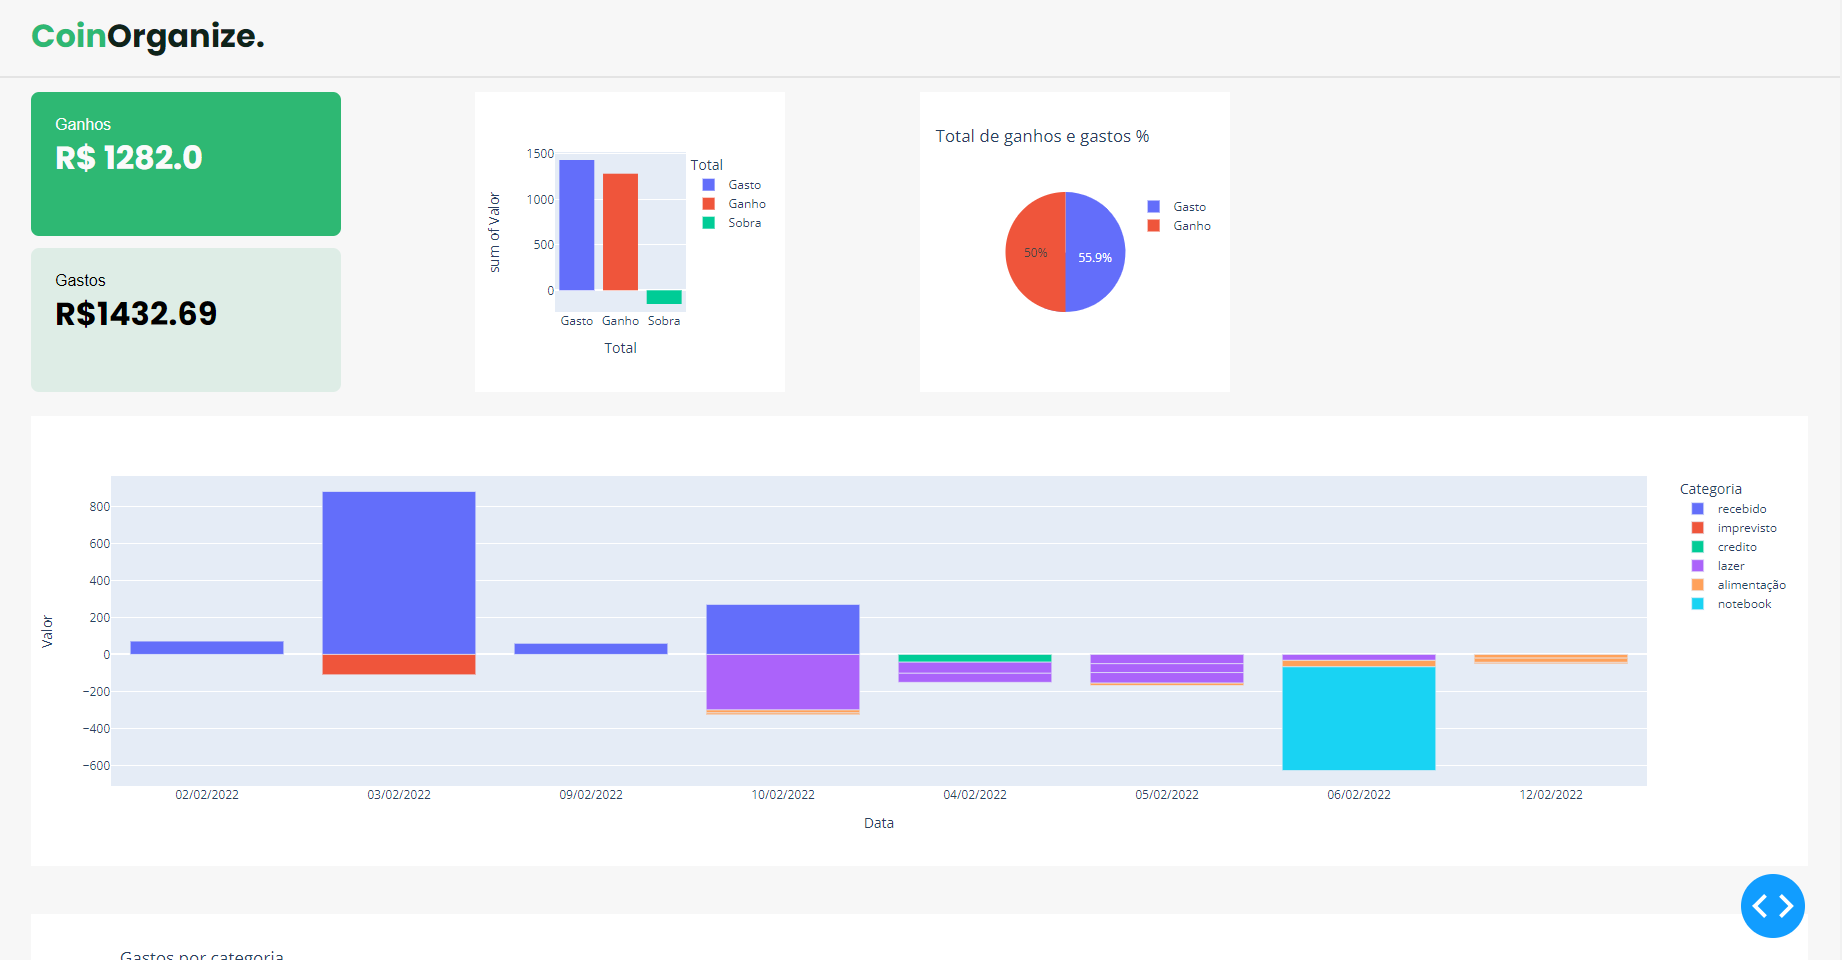 CoinOrganize.
Ganhos
R$ 1282.0
Gastos
R$1432.69
1500
1000
500
0
sum of Valor
Gasto Ganho Sobra
Total
Total
Gasto
Ganho
Sobra
Total de ganhos e gastos %
50%
55.9%
Gasto
Ganho
800
600
400
200
0
−200
−400
−600
Valor
02/02/2022 03/02/2022 09/02/2022 10/02/2022 04/02/2022 05/02/2022 06/02/2022 12/02/2022
Data
Categoria
recebido
imprevisto
credito
lazer
alimentação
notebook
Gastos por categoria